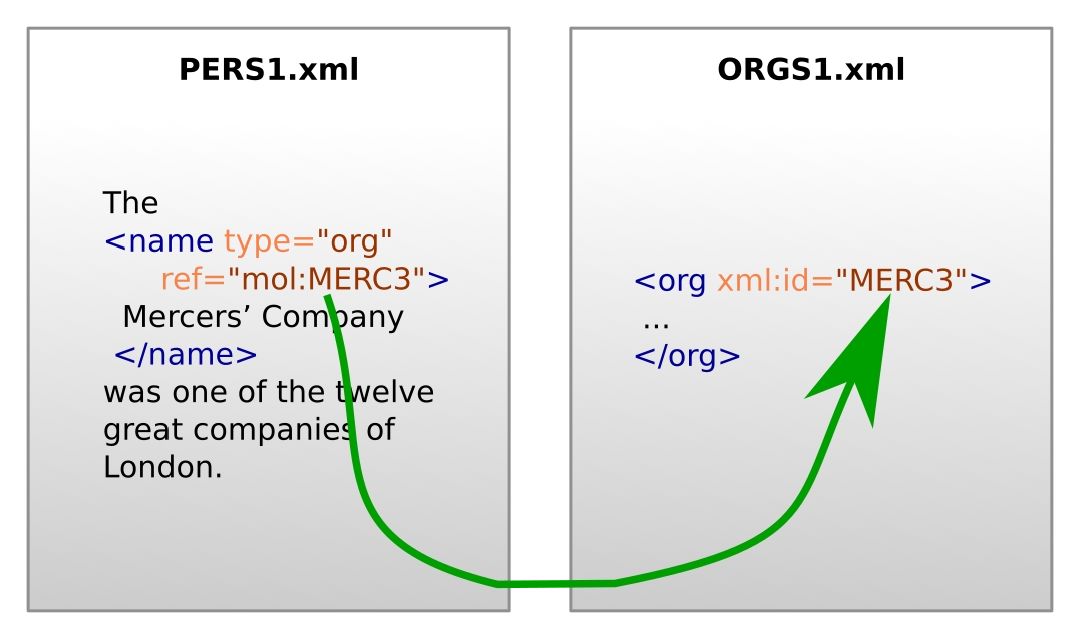 PERS1.xml
The
<name type="org"
ref="mol:MERC3">
Mercers’ Company
</name>
was one of the twelve
great companies of
London.
ORGS1.xml
<org xml:id="MERC3">
...
</org>